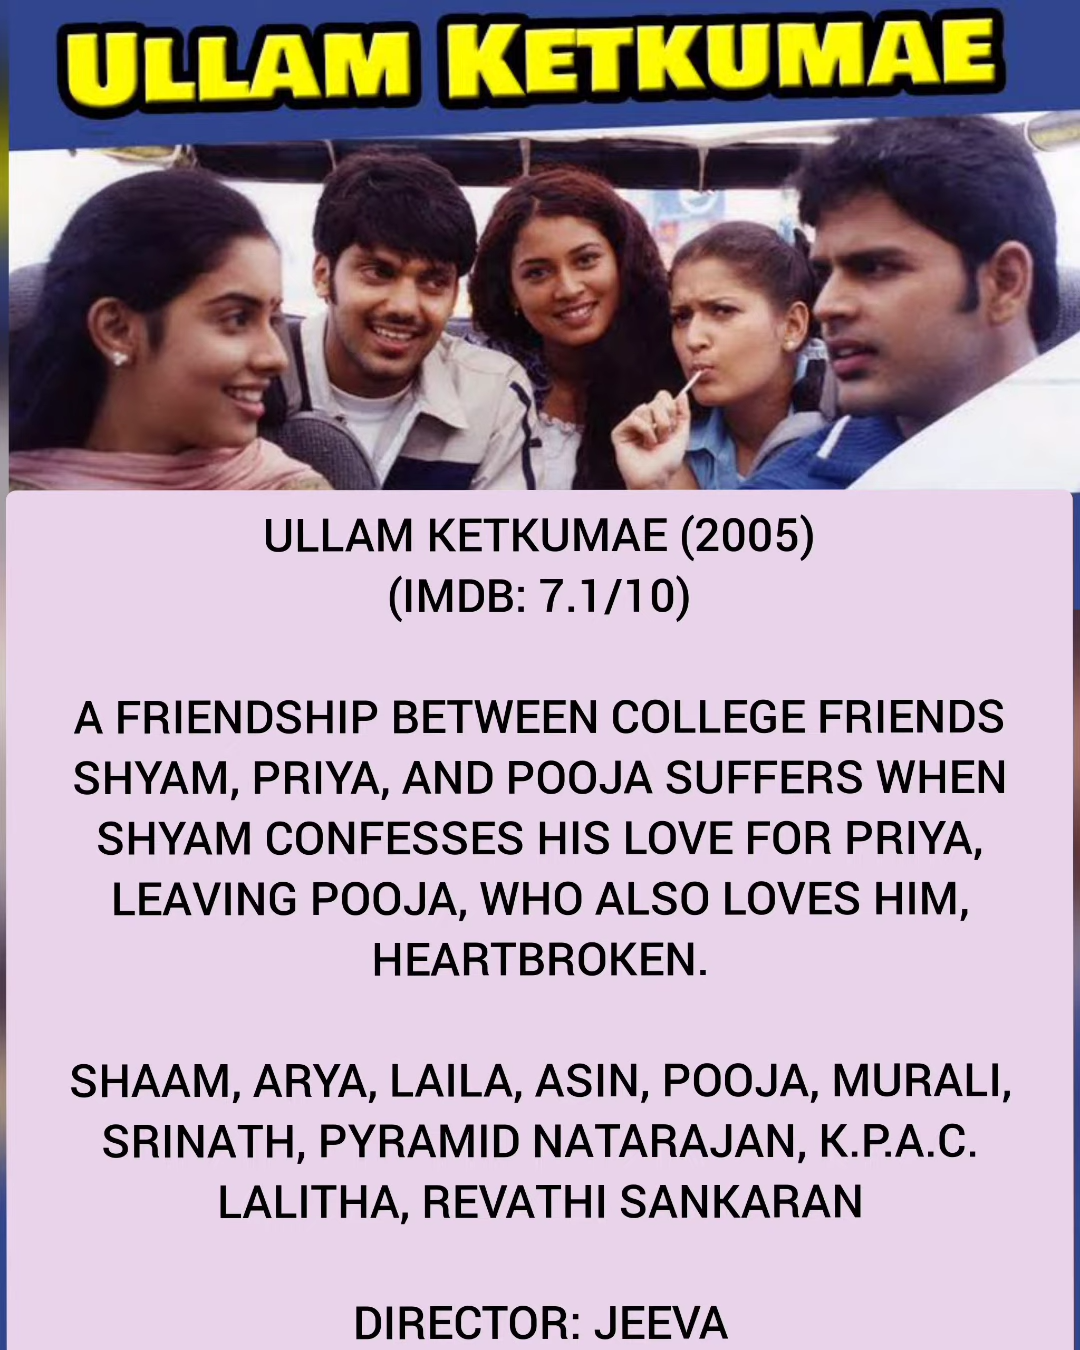 ULLAM KETKUMAE
ULLAM KETKUMAE (2005)
(IMDB: 7.1/10)
A FRIENDSHIP BETWEEN COLLEGE FRIENDS
SHYAM, PRIYA, AND POOJA SUFFERS WHEN
SHYAM CONFESSES HIS LOVE FOR PRIYA,
LEAVING POOJA, WHO ALSO LOVES HIM,
HEARTBROKEN.
SHAAM, ARYA, LAILA, ASIN, POOJA, MURALI,
SRINATH, PYRAMID NATARAJAN, K.P.A.C.
LALITHA, REVATHI SANKARAN
DIRECTOR: JEEVA